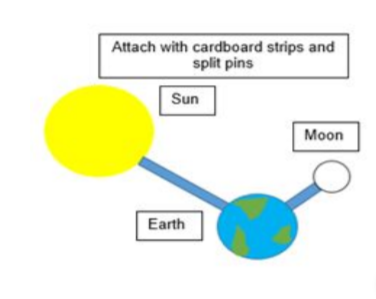 Attach with cardboard strips and
split pins
Sun
Moon
Earth